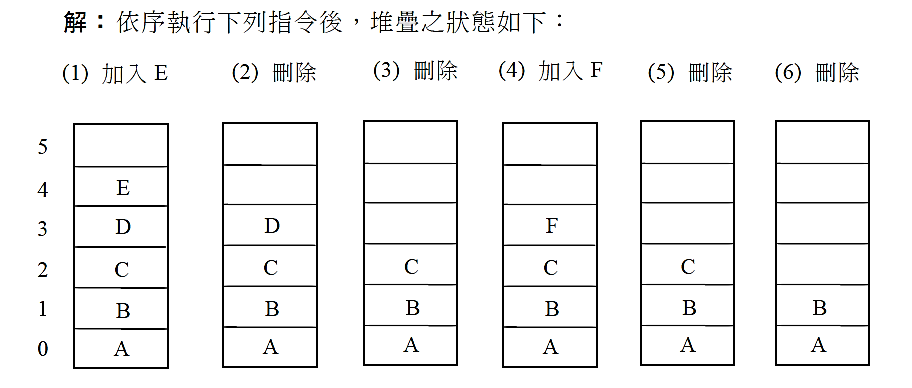 解：依序執行下列指令後，堆疊之狀態如下：
(1) 加入 E (2) 刪除 (3) 刪除 (4) 加入 F (5) 刪除 (6) 刪除
5
4 E
3 D D F
2 C C C C C
1 B B B B B B
0 A A A A A A